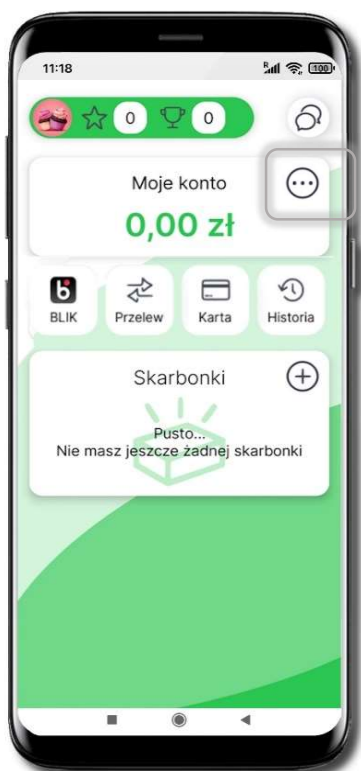 11:18
R
100
0
0
Moje konto
0,00 zł
BLIK
Przelew
Karta
Historia
Skarbonki
Pusto...
Nie masz jeszcze żadnej skarbonki